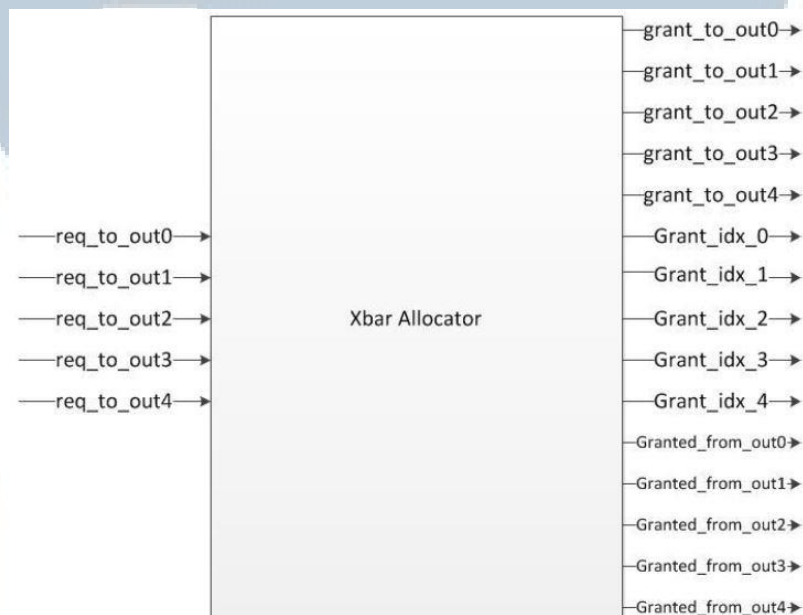 grant_to_out0
grant_to_out1
grant_to_out2
grant_to_out3
grant_to_out4
req_to_out0
Grant_idx_0
req_to_out1
Grant_idx_1
req_to_out2
Xbar Allocator
Grant_idx_2
req_to_out3
Grant_idx_3
req_to_out4
Grant_idx_4
Granted_from_out0
Granted_from_out1
Granted_from_out2
Granted_from_out3
Granted_from_out4